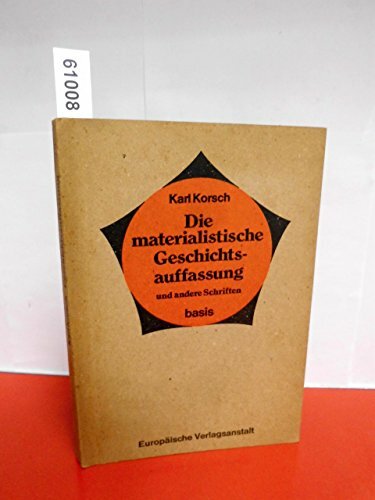 61008
Karl Korsch
Die
materialistische
Geschichts-
auffassung
und andere Schriften
basis
Europäische Verlagsanstalt